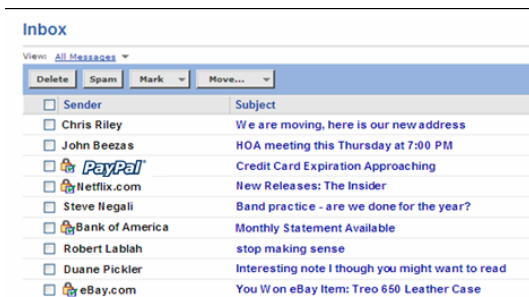 Inbox
View: All Messages
Delete Spam Mark Move...
Sender Subject
Chris Riley We are moving, here is our new address
John Beezas HOA meeting this Thursday at 7:00 PM
PayPal Credit Card Expiration Approaching
Netflix.com New Releases: The Insider
Steve Negali Band practice - are we done for the year?
Bank of America Monthly Statement Available
Robert Lablah stop making sense
Duane Pickler Interesting note I though you might want to read
eBay.com You Won eBay Item: Treo 650 Leather Case